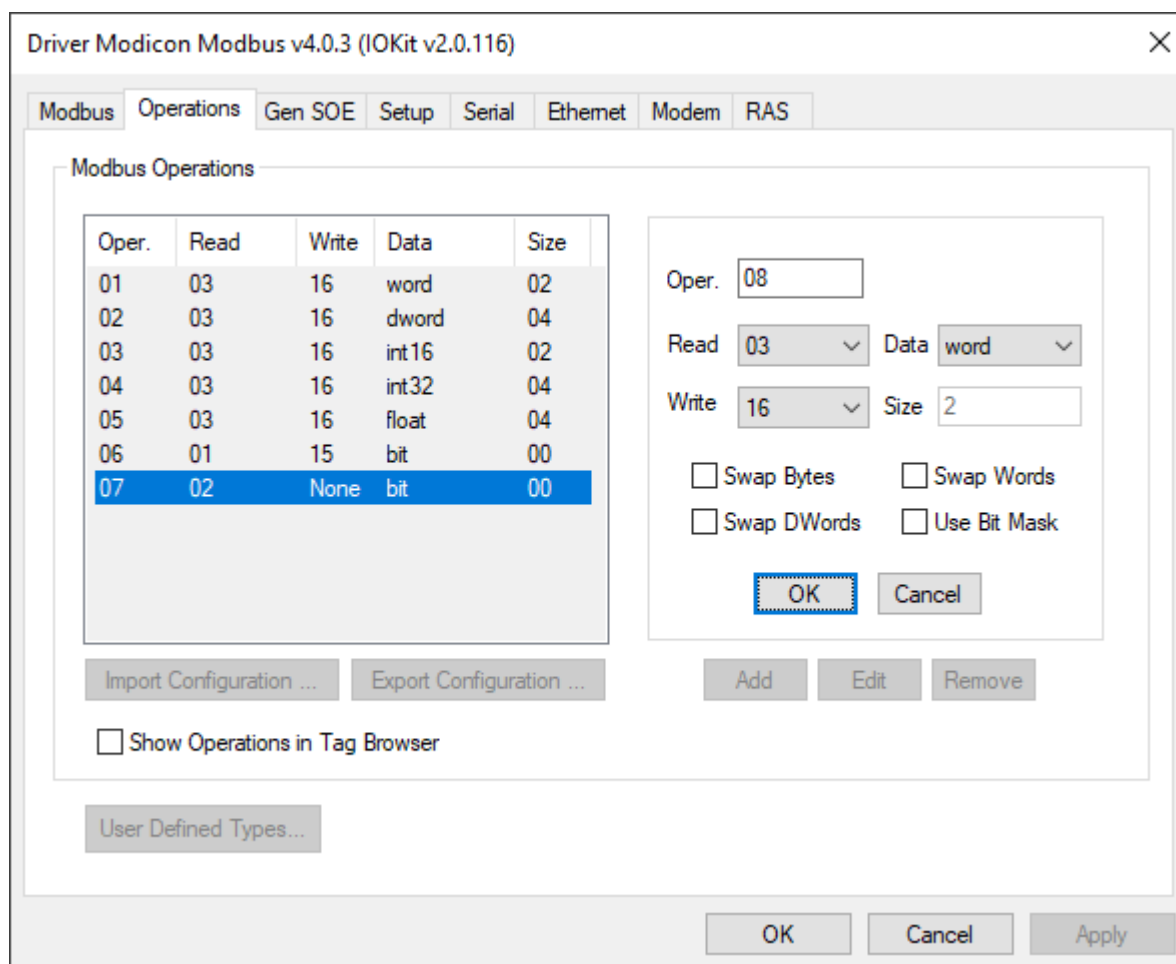 Driver Modicon Modbus v4.0.3 (IOKit v2.0.116)
Modbus Operations Gen SOE Setup Serial Ethernet Modem RAS
Modbus Operations
Oper. Read Write Data Size
01 03 16 word 02
02 03 16 dword 04
03 03 16 int16 02
04 03 16 int32 04
05 03 16 float 04
06 01 15 bit 00
07 02 None bit 00
Oper. 08
Read 03 Data word
Write 16 Size 2
Swap Bytes Swap Words
Swap DWords Use Bit Mask
OK Cancel
Import Configuration ... Export Configuration ... Add Edit Remove
Show Operations in Tag Browser
User Defined Types...
OK Cancel Apply